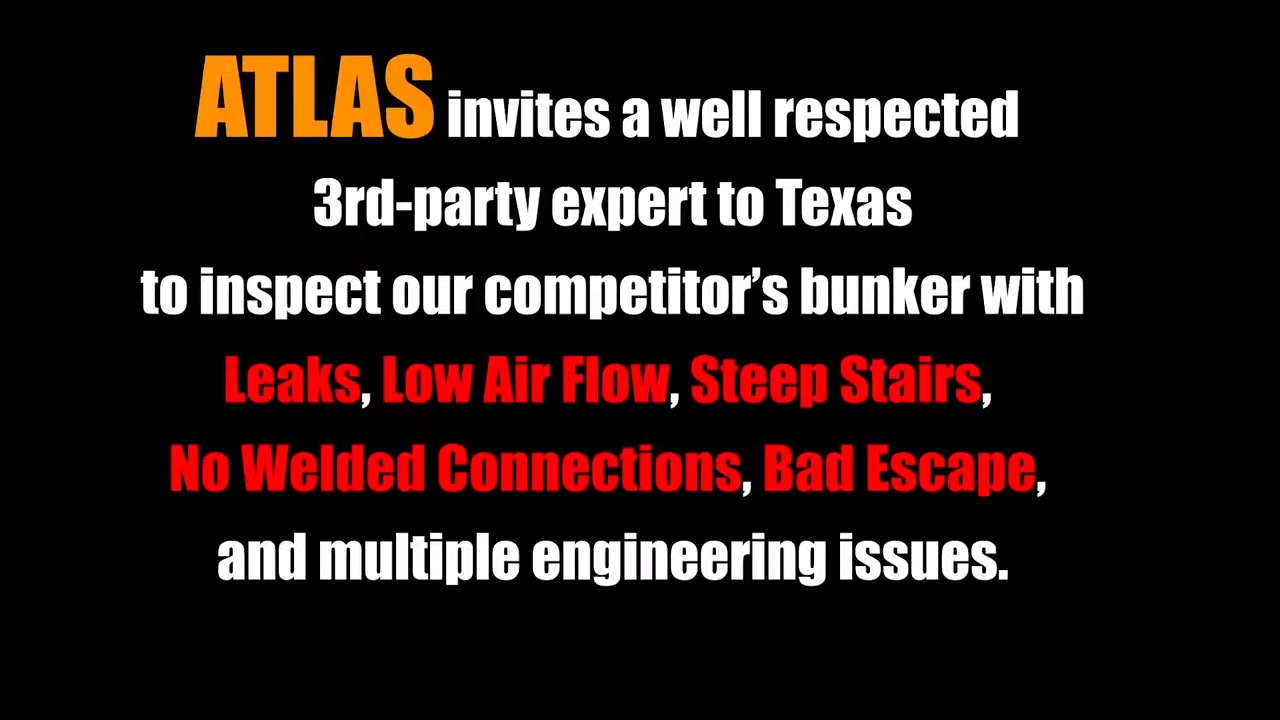 ATLAS invites a well respected
3rd-party expert to Texas
to inspect our competitor’s bunker with
Leaks, Low Air Flow, Steep Stairs,
No Welded Connections, Bad Escape,
and multiple engineering issues.